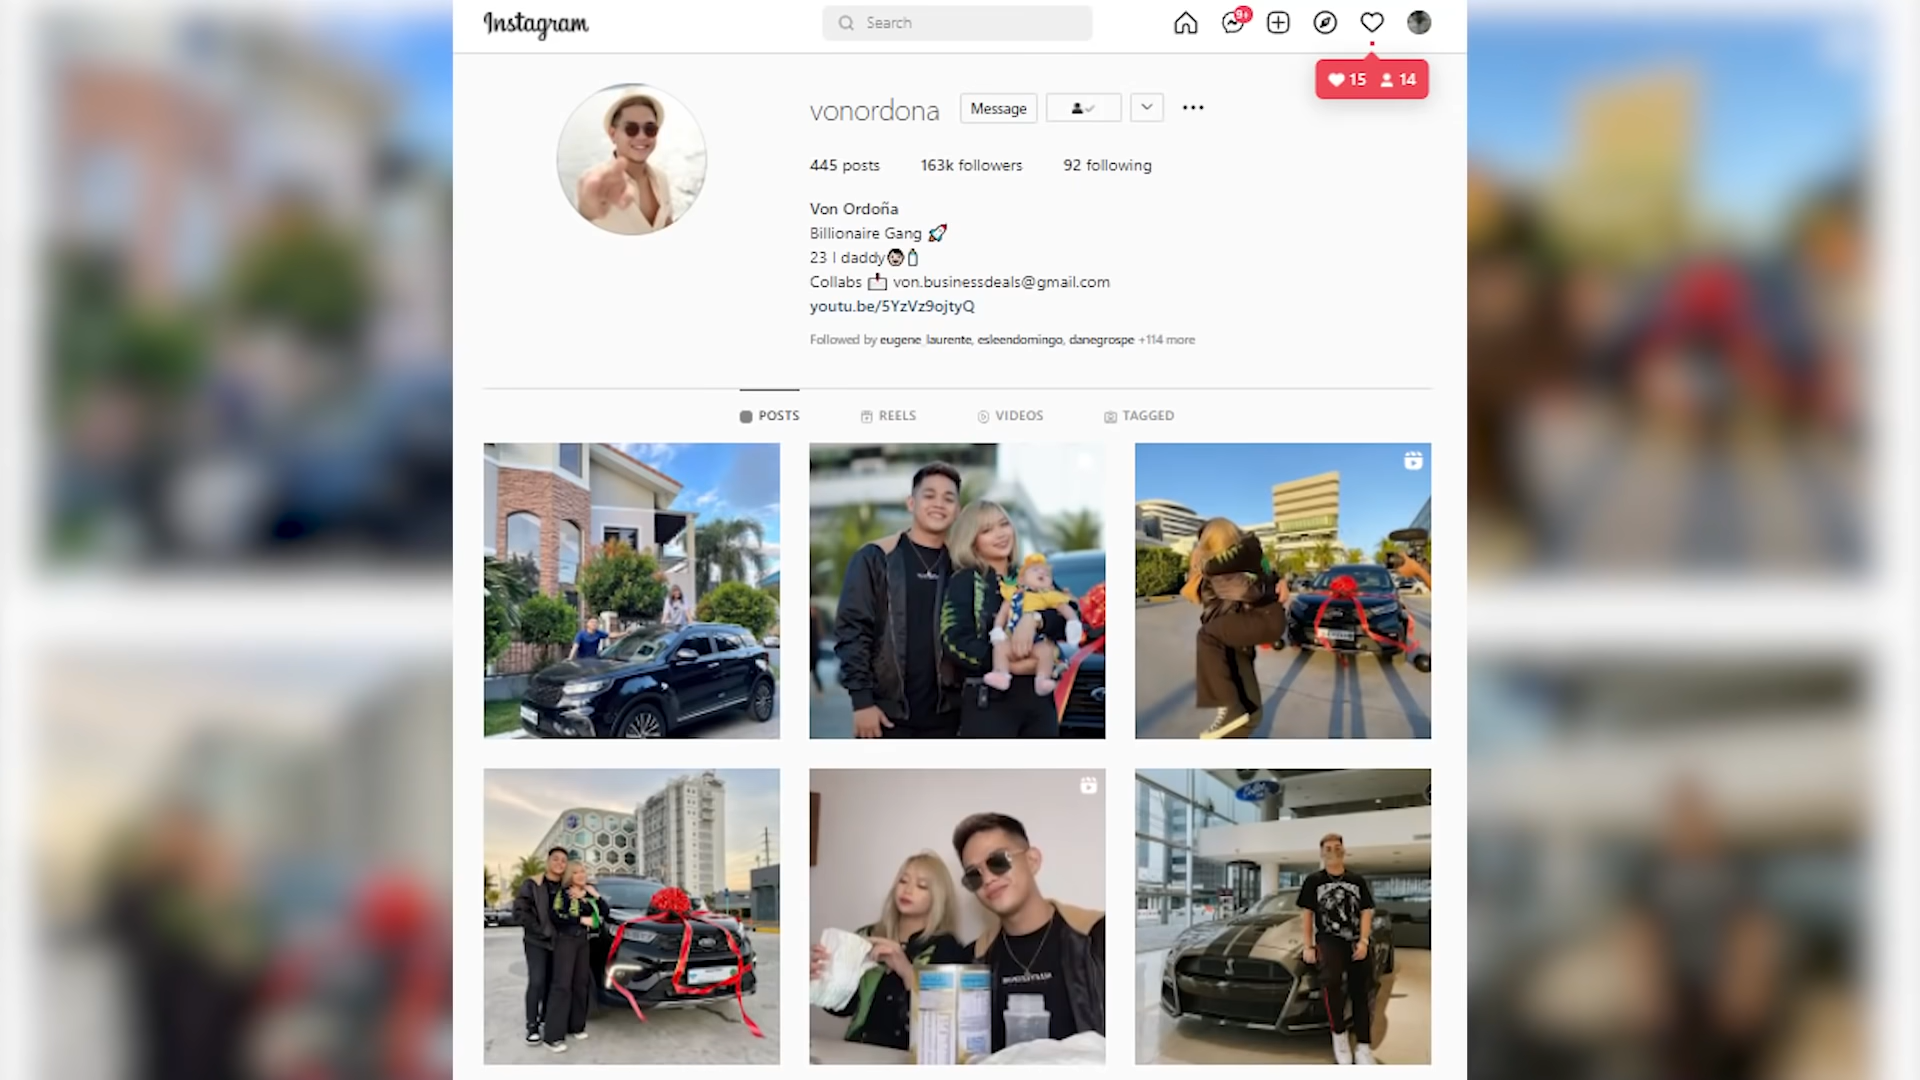 Instagram
Search
9+
15 14
vonordona
Message
445 posts 163k followers 92 following
Von Ordoña
Billionaire Gang 🚀
23 | daddy👨🏻🍼
Collabs 📩 von.businessdeals@gmail.com
youtu.be/5YzVz9ojtyQ
Followed by eugene_laurente, esleendomingo, danegrospe +114 more
POSTS REELS VIDEOS TAGGED